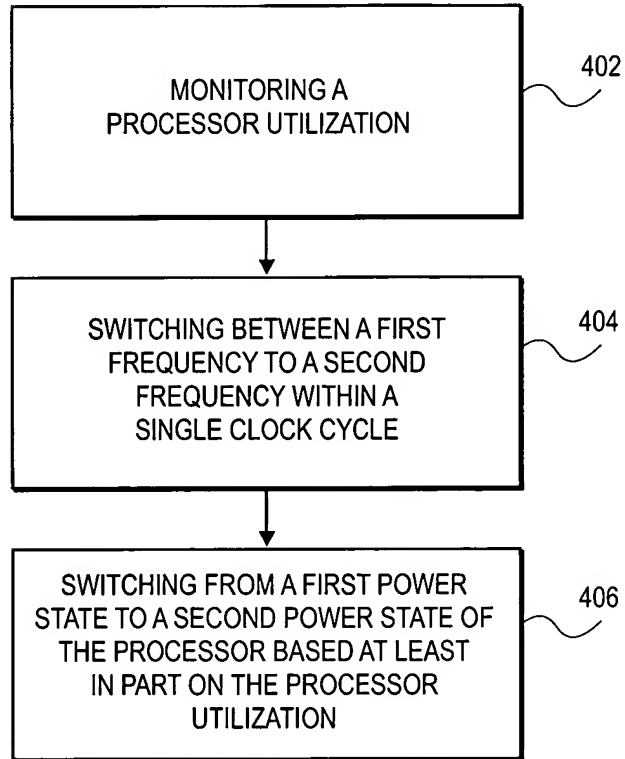 MONITORING A
PROCESSOR UTILIZATION
402
SWITCHING BETWEEN A FIRST
FREQUENCY TO A SECOND
FREQUENCY WITHIN A
SINGLE CLOCK CYCLE
404
SWITCHING FROM A FIRST POWER
STATE TO A SECOND POWER STATE OF
THE PROCESSOR BASED AT LEAST
IN PART ON THE PROCESSOR
UTILIZATION
406